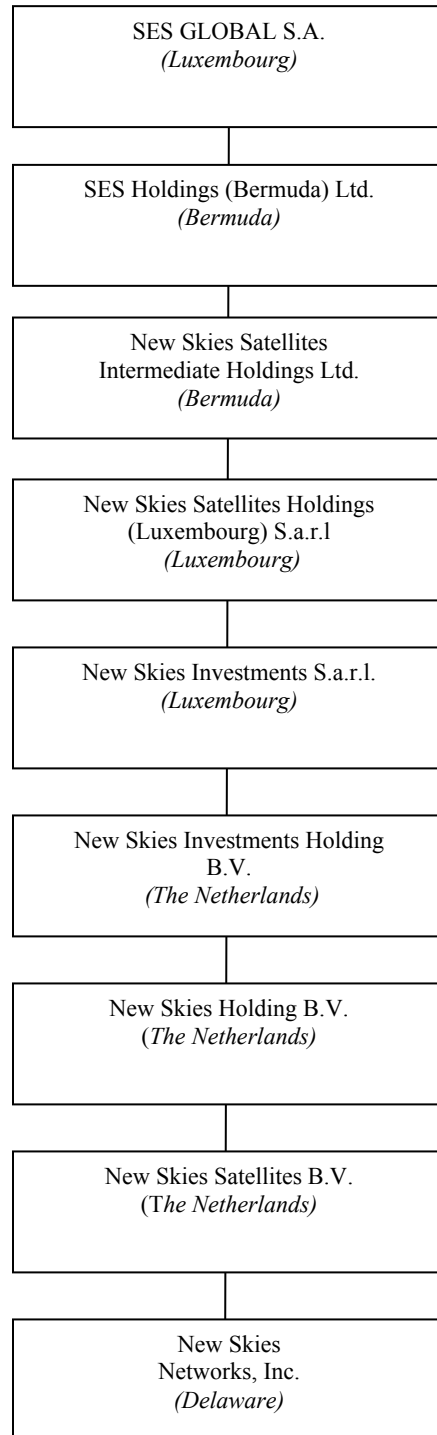 SES GLOBAL S.A.
(Luxembourg)
SES Holdings (Bermuda) Ltd.
(Bermuda)
New Skies Satellites
Intermediate Holdings Ltd.
(Bermuda)
New Skies Satellites Holdings
(Luxembourg) S.a.r.l
(Luxembourg)
New Skies Investments S.a.r.l.
(Luxembourg)
New Skies Investments Holding
B.V.
(The Netherlands)
New Skies Holding B.V.
(The Netherlands)
New Skies Satellites B.V.
(The Netherlands)
New Skies
Networks, Inc.
(Delaware)